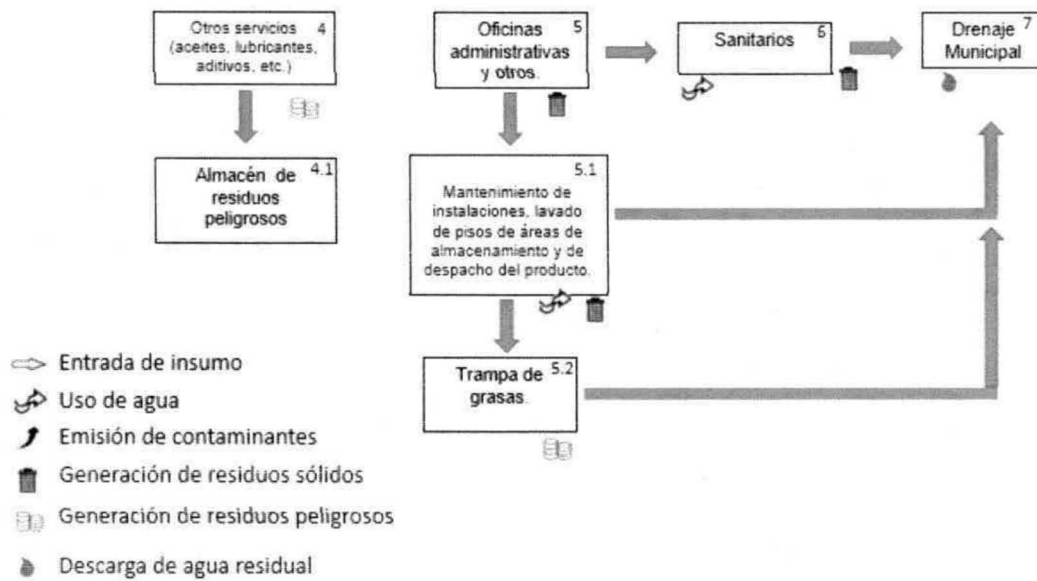 4
Otros servicios
(aceites, lubricantes,
aditivos, etc.)
5
Oficinas
administrativas
y otros.
6
Sanitarios
7
Drenaje
Municipal
4.1
Almacén de
residuos
peligrosos
5.1
Mantenimiento de
instalaciones, lavado
de pisos de áreas de
almacenamiento y de
despacho del producto.
5.2
Trampa de
grasas.
Entrada de insumo
Uso de agua
Emisión de contaminantes
Generación de residuos sólidos
Generación de residuos peligrosos
Descarga de agua residual